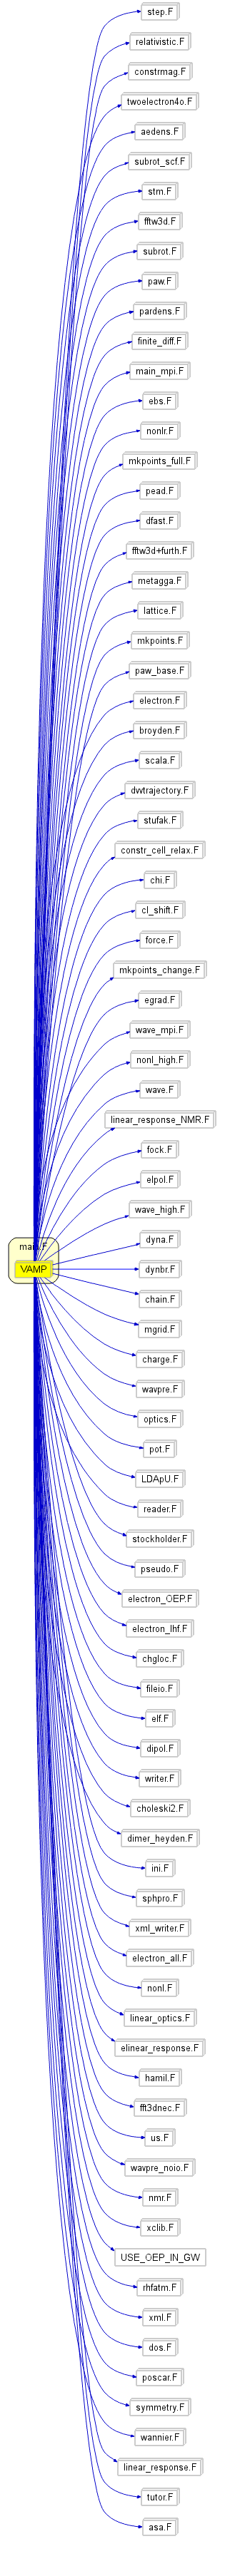 step.F
relativistic.F
constrmag.F
twoelectron4o.F
aedens.F
subrot_scf.F
stm.F
fftw3d.F
subrot.F
paw.F
pardens.F
finite_diff.F
main_mpi.F
ebs.F
nonlr.F
mkpoints_full.F
pead.F
dfast.F
fftw3d+furth.F
metagga.F
lattice.F
mkpoints.F
paw_base.F
electron.F
broyden.F
scala.F
dvvtrajectory.F
stufak.F
constr_cell_relax.F
chi.F
cl_shift.F
force.F
mkpoints_change.F
egrad.F
wave_mpi.F
nonl_high.F
wave.F
linear_response_NMR.F
fock.F
elpol.F
wave_high.F
dyna.F
main.F
VAMP
dynbr.F
chain.F
mgrid.F
charge.F
wavpre.F
optics.F
pot.F
LDApU.F
reader.F
stockholder.F
pseudo.F
electron_OEP.F
electron_lhf.F
chgloc.F
fileio.F
elf.F
dipol.F
writer.F
choleski2.F
dimer_heyden.F
ini.F
sphpro.F
xml_writer.F
electron_all.F
nonl.F
linear_optics.F
elinear_response.F
hamil.F
fft3dnec.F
us.F
wavpre_noio.F
nmr.F
xclib.F
USE_OEP_IN_GW
rhfatm.F
xml.F
dos.F
poscar.F
symmetry.F
wannier.F
linear_response.F
tutor.F
asa.F